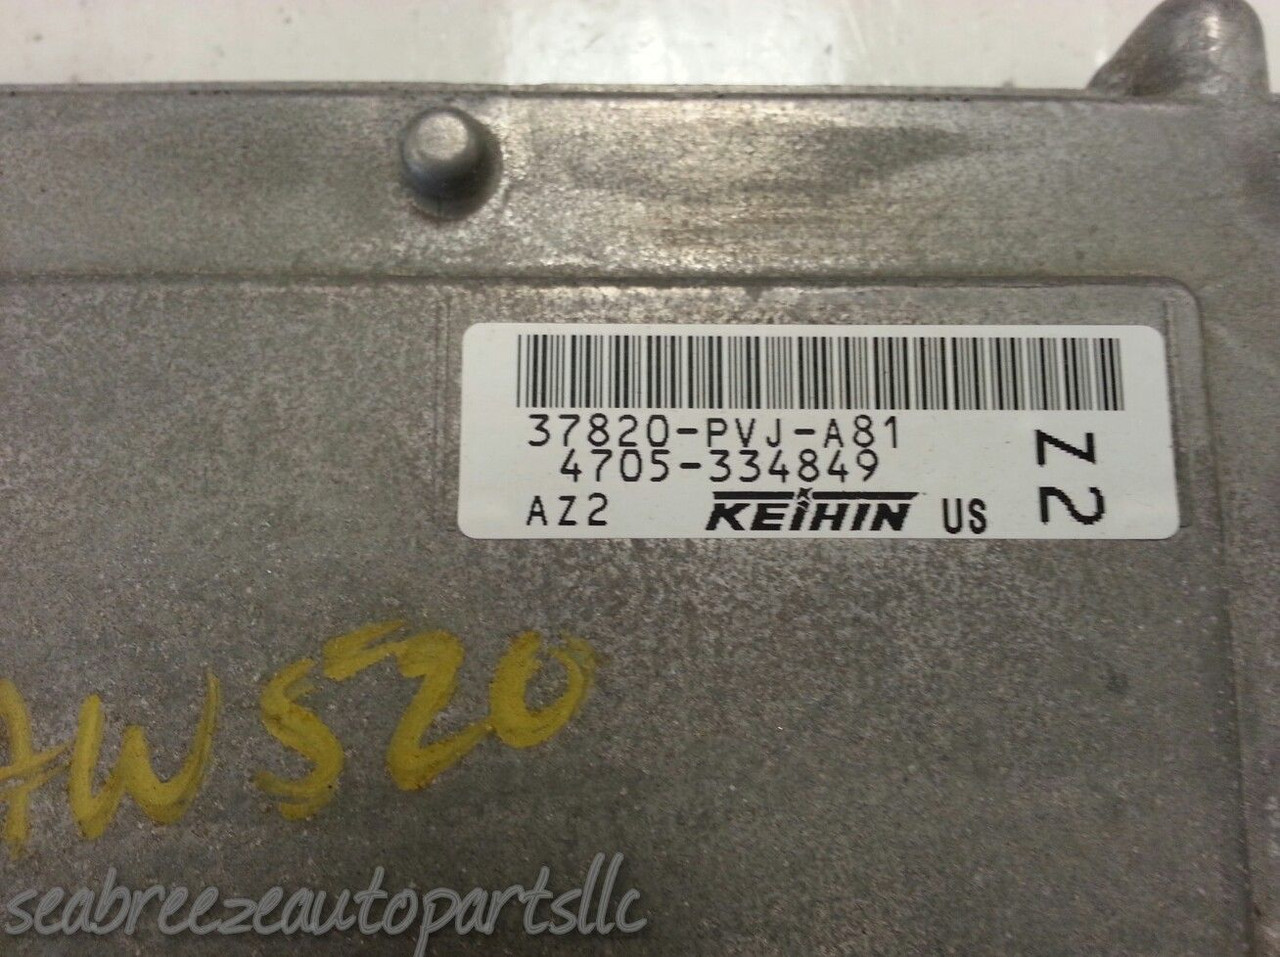 37820-PVJ-A81
4705-334849
AZ2 KEIHIN US
Z2
AW520
seabreezeautopartsllc